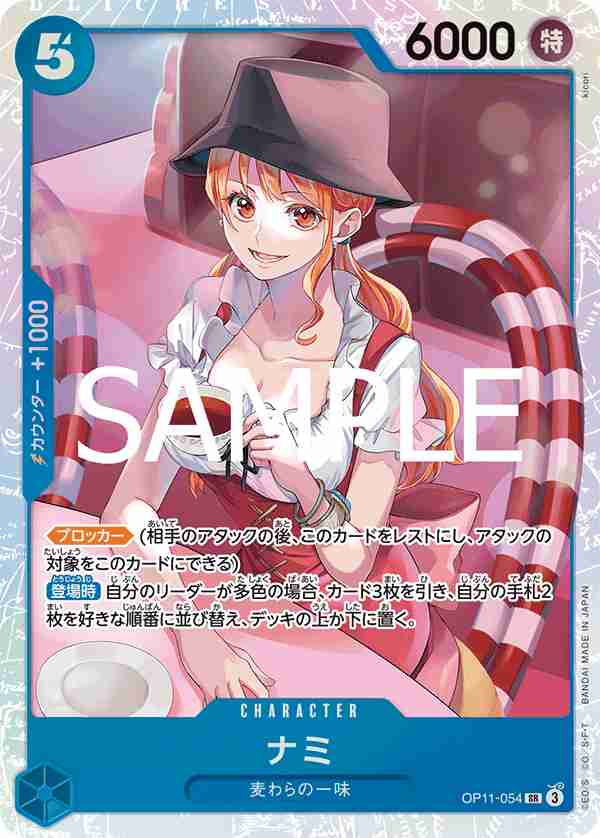 5
6000
特
kicori
カウンター +1000
SAMPLE
ブロッカー (相手のアタックの後、このカードをレストにし、アタックの
対象をこのカードにできる)
登場時 自分のリーダーが多色の場合、カード3枚を引き、自分の手札2
枚を好きな順番に並び替え、デッキの上か下に置く。
CHARACTER
ナミ
麦わらの一味
OP11-054 SR 3
©E.O/S. ©O./S・F・T BANDAI MADE IN JAPAN